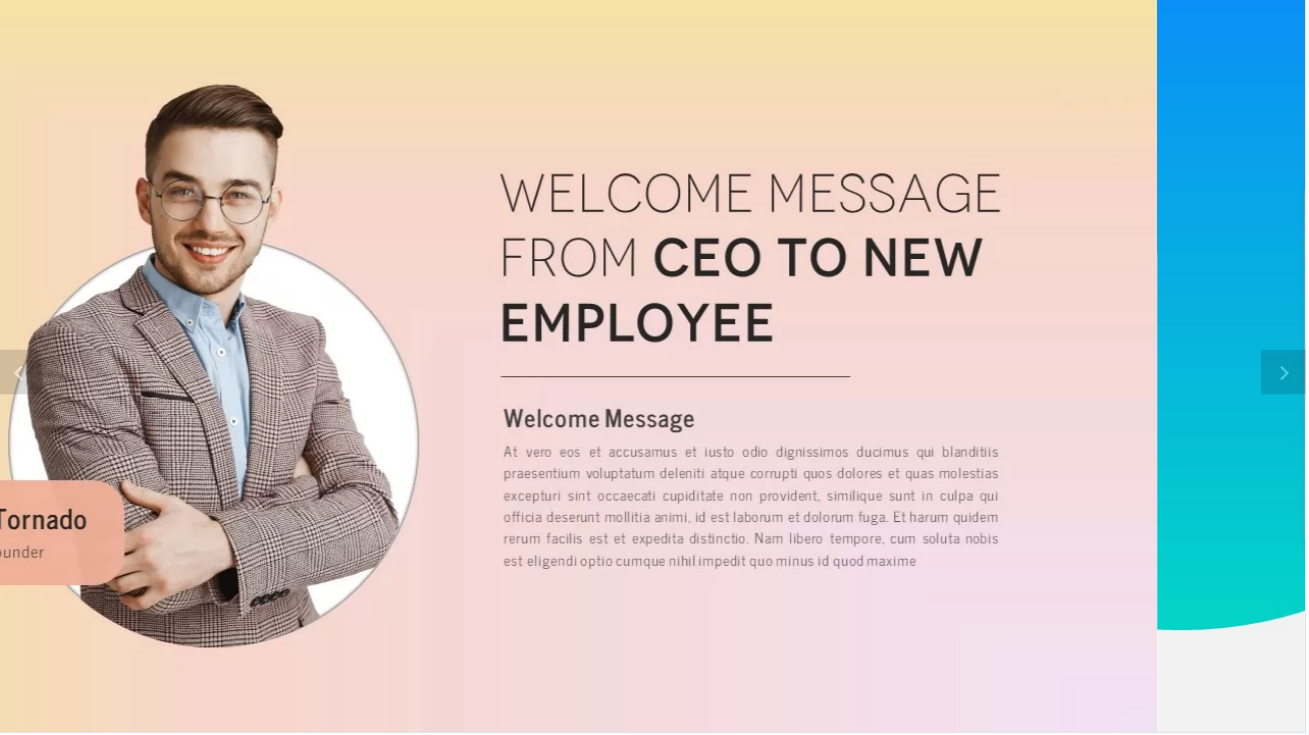 WELCOME MESSAGE
FROM CEO TO NEW
EMPLOYEE
Welcome Message
At vero eos et accusamus et iusto odio dignissimos ducimus qui blanditiis
praesentium voluptatum deleniti atque corrupti quos dolores et quas molestias
excepturi sint occaecati cupiditate non provident, similique sunt in culpa qui
officia deserunt mollitia animi, id est laborum et dolorum fuga. Et harum quidem
rerum facilis est et expedita distinctio. Nam libero tempore, cum soluta nobis
est eligendi optio cumque nihil impedit quo minus id quod maxime
Tornado
ounder